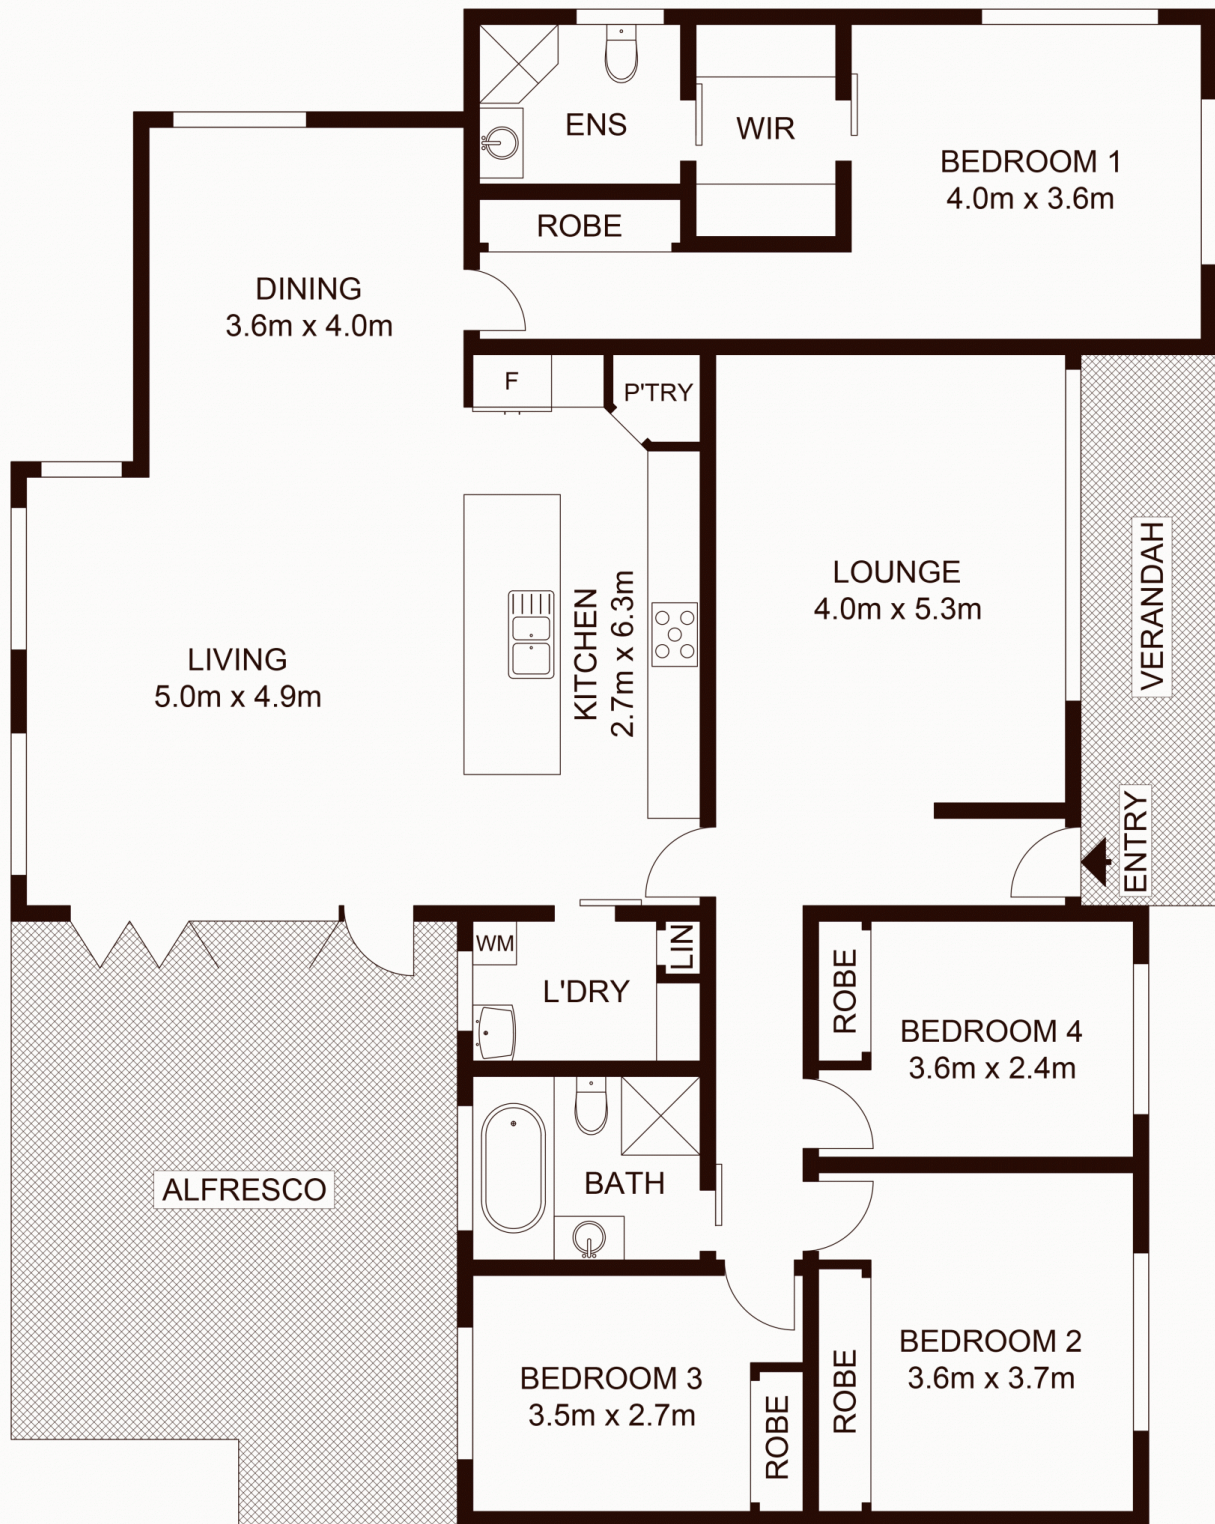 ENS
WIR
BEDROOM 1
4.0m x 3.6m
ROBE
DINING
3.6m x 4.0m
F
P'TRY
LOUNGE
4.0m x 5.3m
VERANDAH
KITCHEN
2.7m x 6.3m
LIVING
5.0m x 4.9m
ENTRY
WM
LIN
L'DRY
ROBE
BEDROOM 4
3.6m x 2.4m
ALFRESCO
BATH
BEDROOM 2
3.6m x 3.7m
ROBE
BEDROOM 3
3.5m x 2.7m
ROBE